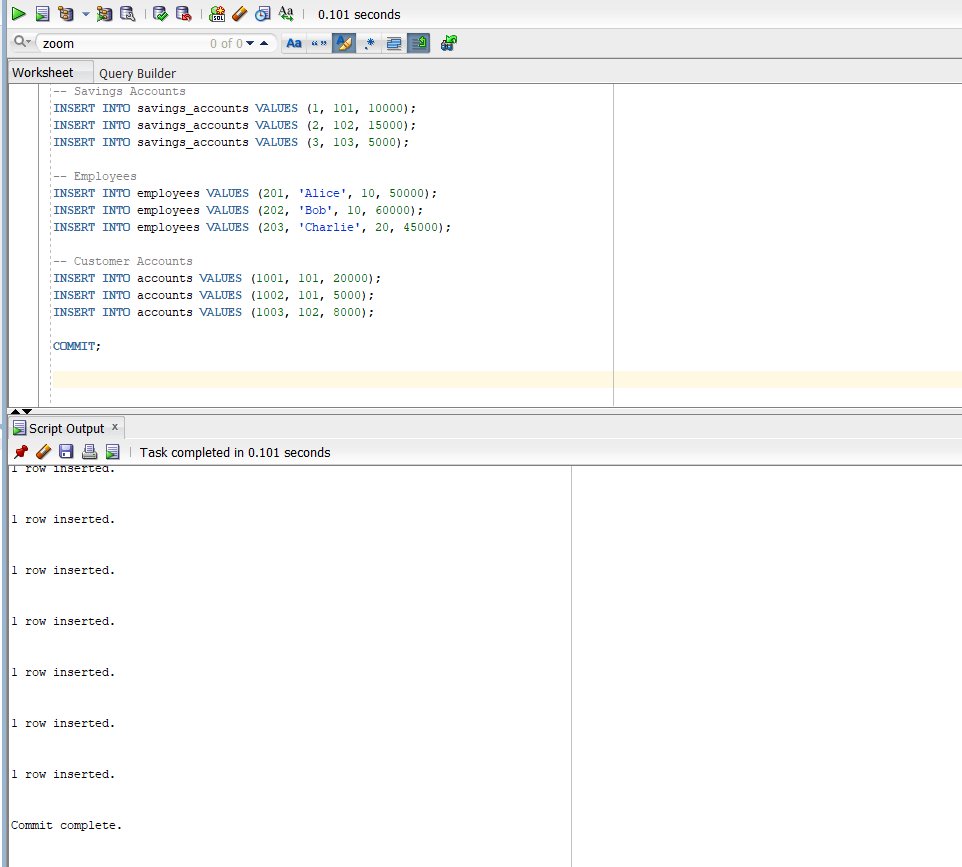 0.101 seconds
zoom 0 of 0 Aa “ ” .*
Worksheet Query Builder
-- Savings Accounts
INSERT INTO savings_accounts VALUES (1, 101, 10000);
INSERT INTO savings_accounts VALUES (2, 102, 15000);
INSERT INTO savings_accounts VALUES (3, 103, 5000);
-- Employees
INSERT INTO employees VALUES (201, 'Alice', 10, 50000);
INSERT INTO employees VALUES (202, 'Bob', 10, 60000);
INSERT INTO employees VALUES (203, 'Charlie', 20, 45000);
-- Customer Accounts
INSERT INTO accounts VALUES (1001, 101, 20000);
INSERT INTO accounts VALUES (1002, 101, 5000);
INSERT INTO accounts VALUES (1003, 102, 8000);
COMMIT;
Script Output x
Task completed in 0.101 seconds
1 row inserted.
1 row inserted.
1 row inserted.
1 row inserted.
1 row inserted.
1 row inserted.
1 row inserted.
Commit complete.